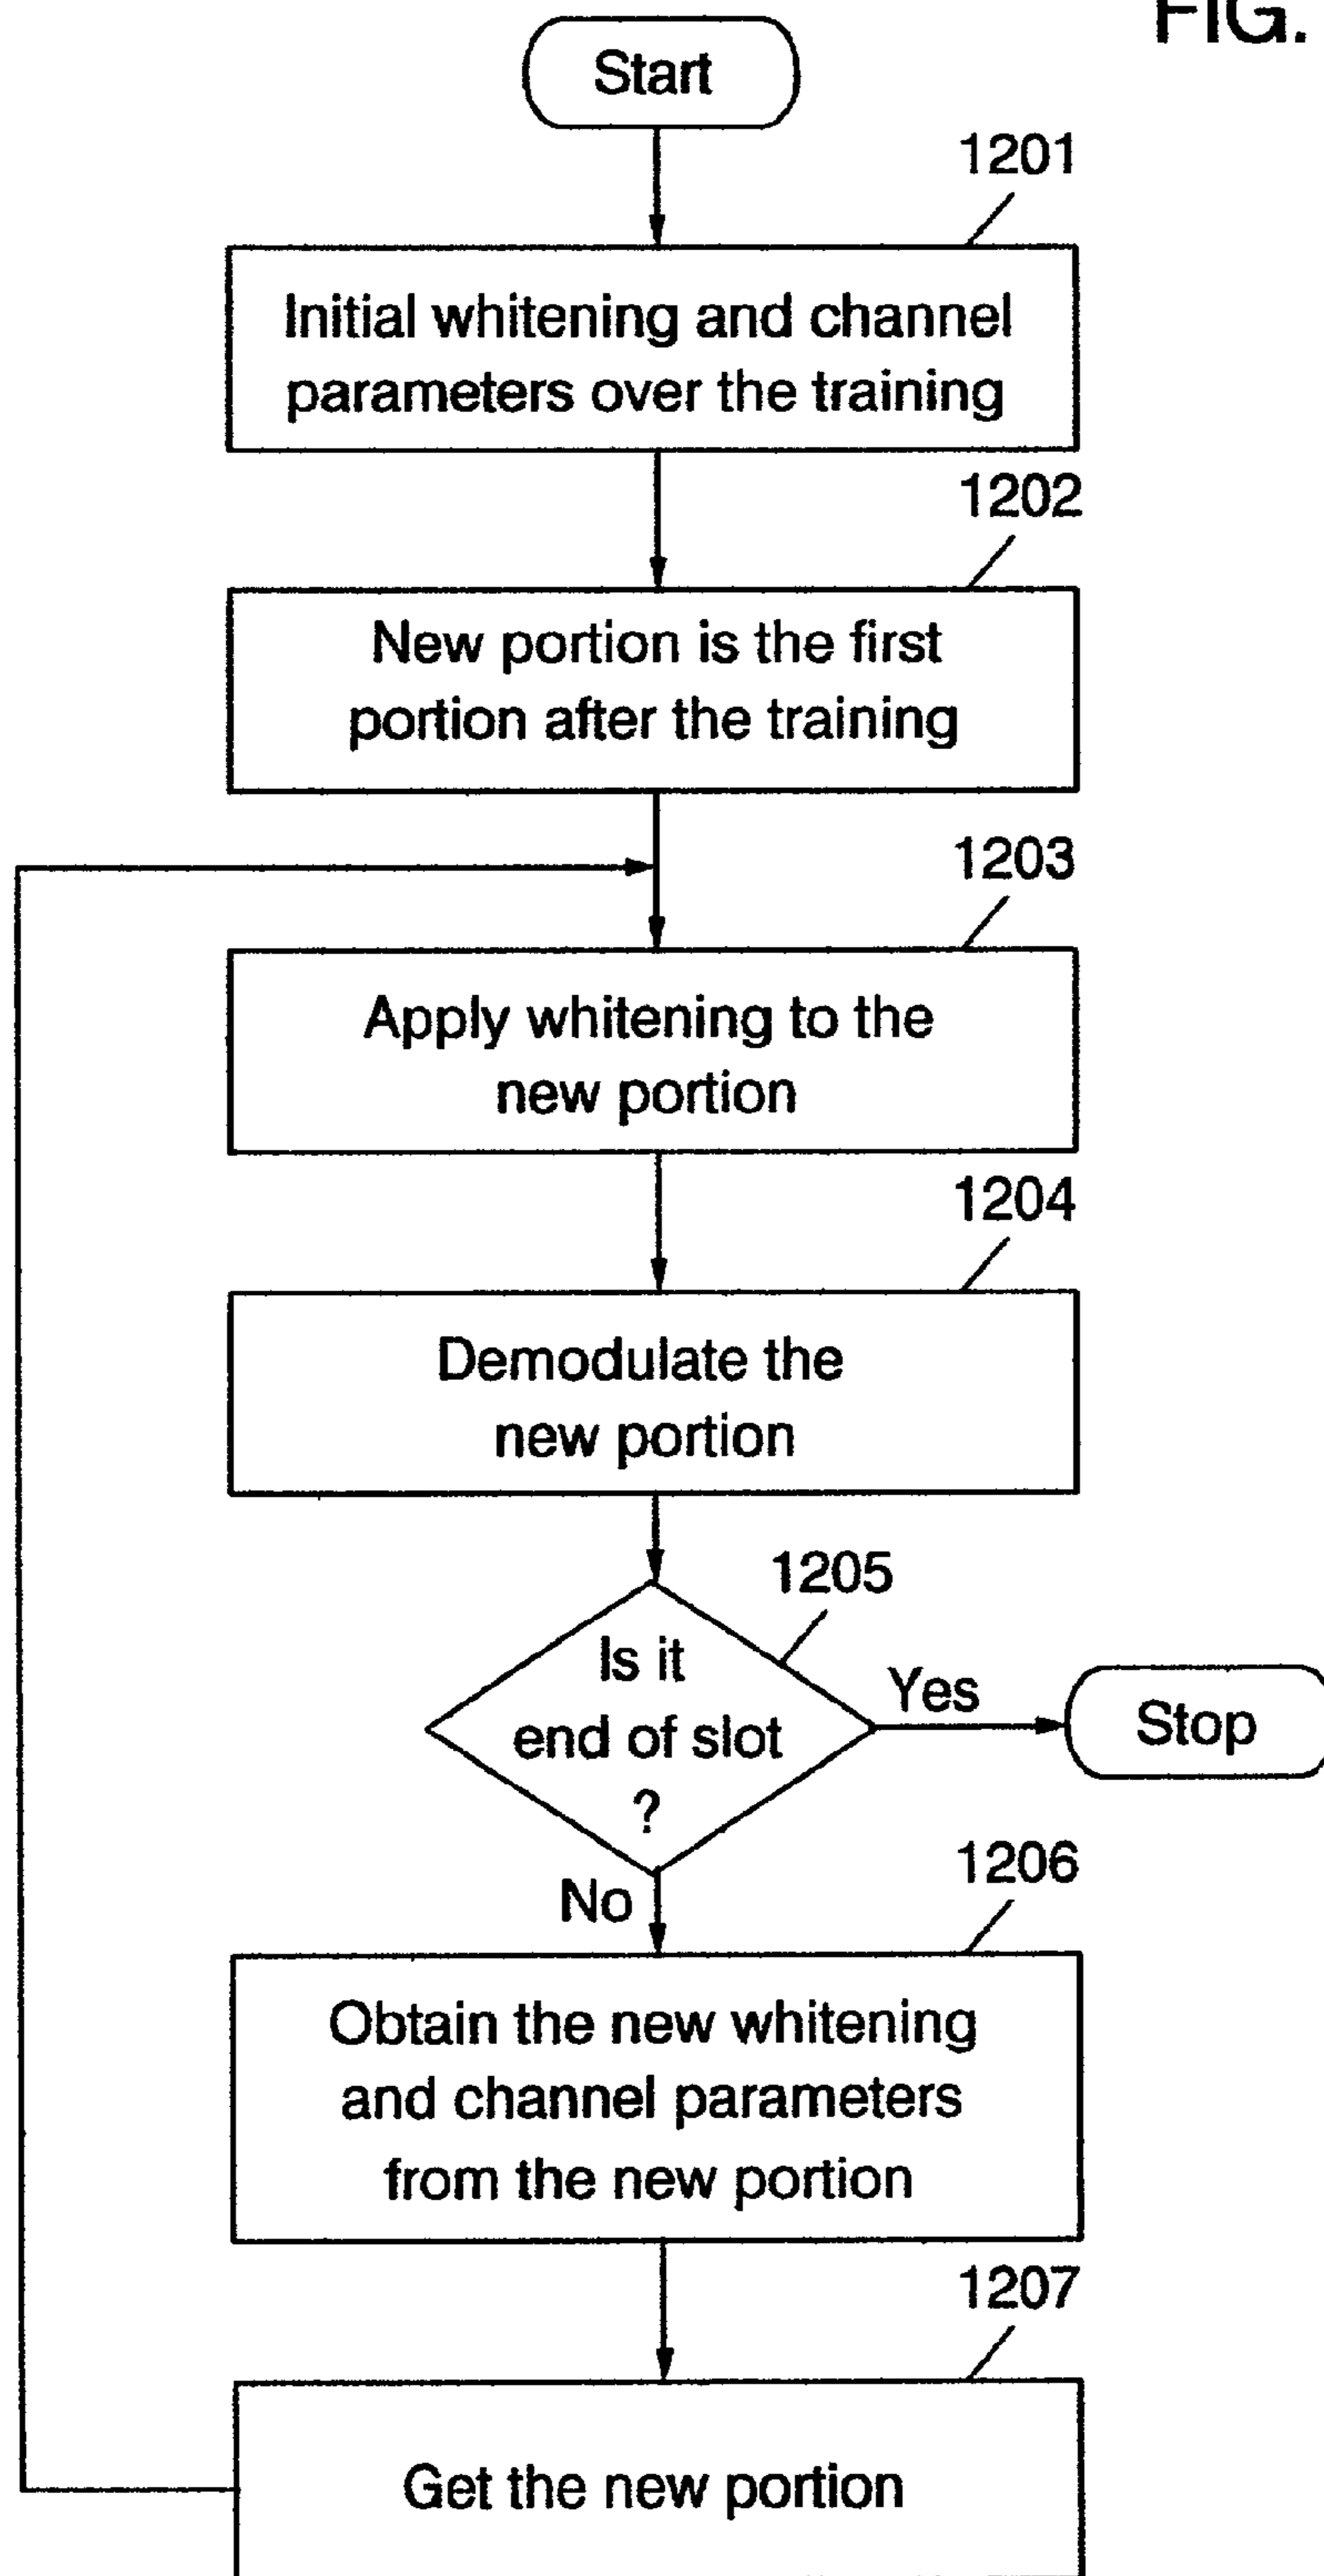 FIG.
Start
1201
Initial whitening and channel
parameters over the training
1202
New portion is the first
portion after the training
1203
Apply whitening to the
new portion
1204
Demodulate the
new portion
1205
Is it
end of slot
?
Yes
Stop
No
1206
Obtain the new whitening
and channel parameters
from the new portion
1207
Get the new portion